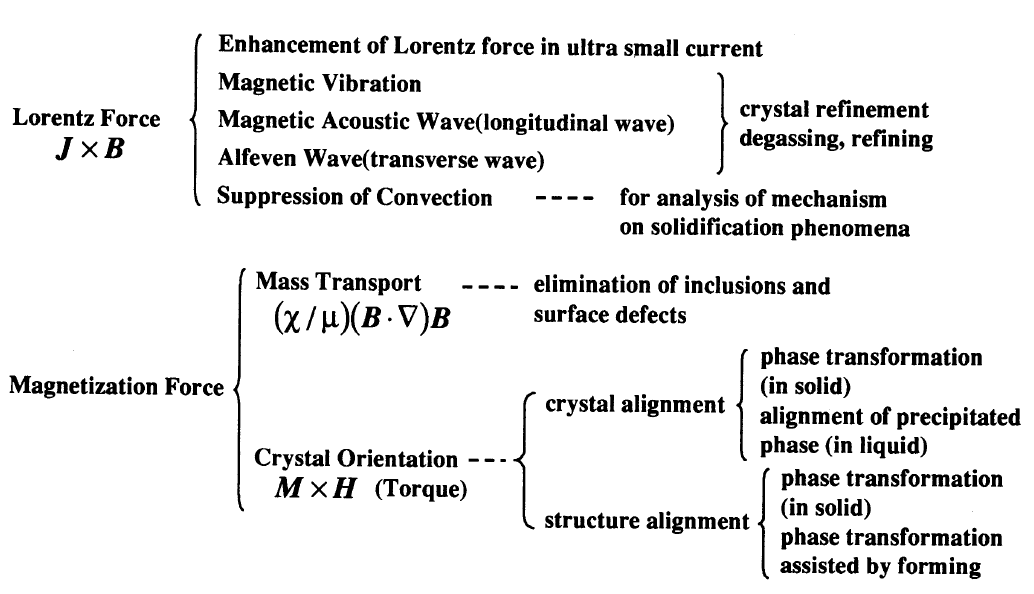 Enhancement of Lorentz force in ultra small current
Lorentz Force
J × B
Magnetic Vibration
Magnetic Acoustic Wave(longitudinal wave)
Alfeven Wave(transverse wave)
crystal refinement
degassing, refining
Suppression of Convection ---- for analysis of mechanism
on solidification phenomena
Magnetization Force
Mass Transport ---- elimination of inclusions and
surface defects
(χ/μ)(B·∇)B
Crystal Orientation ---
M × H (Torque)
crystal alignment
phase transformation
(in solid)
alignment of precipitated
phase (in liquid)
structure alignment
phase transformation
(in solid)
phase transformation
assisted by forming